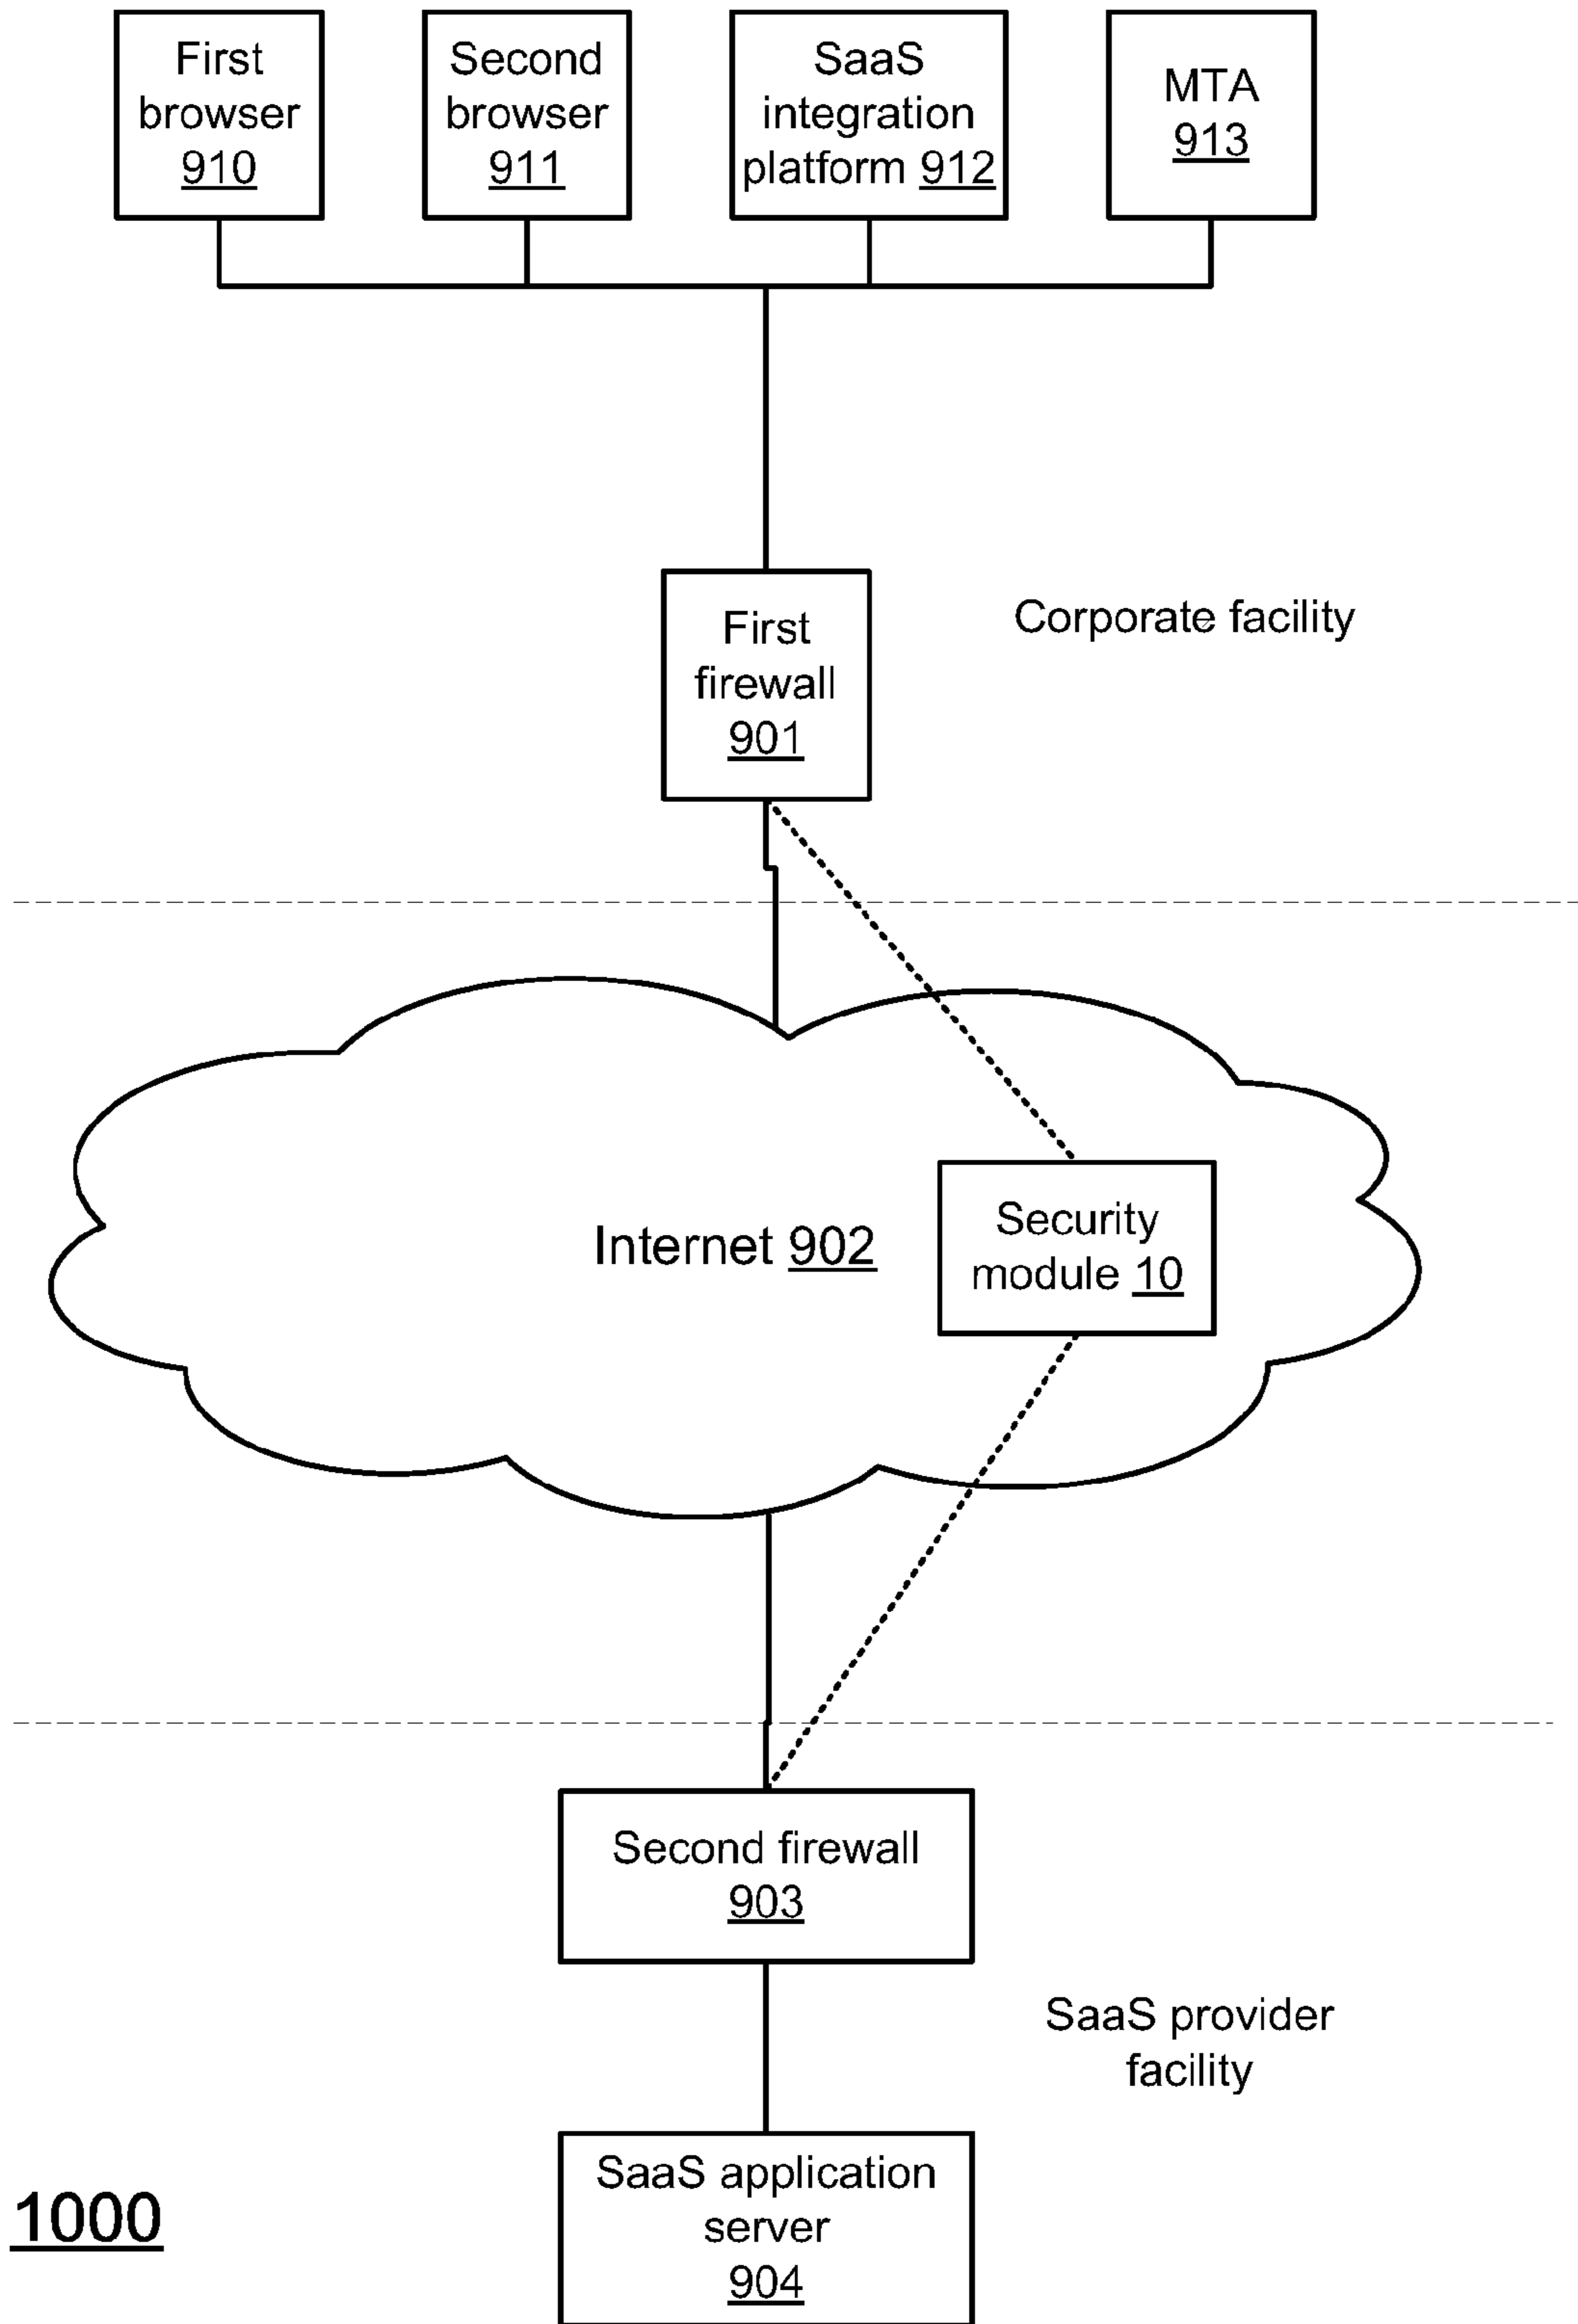 First
browser
910
Second
browser
911
SaaS
integration
platform 912
MTA
913
First
firewall
901
Corporate facility
Internet 902
Security
module 10
Second firewall
903
SaaS provider
facility
SaaS application
server
904
1000